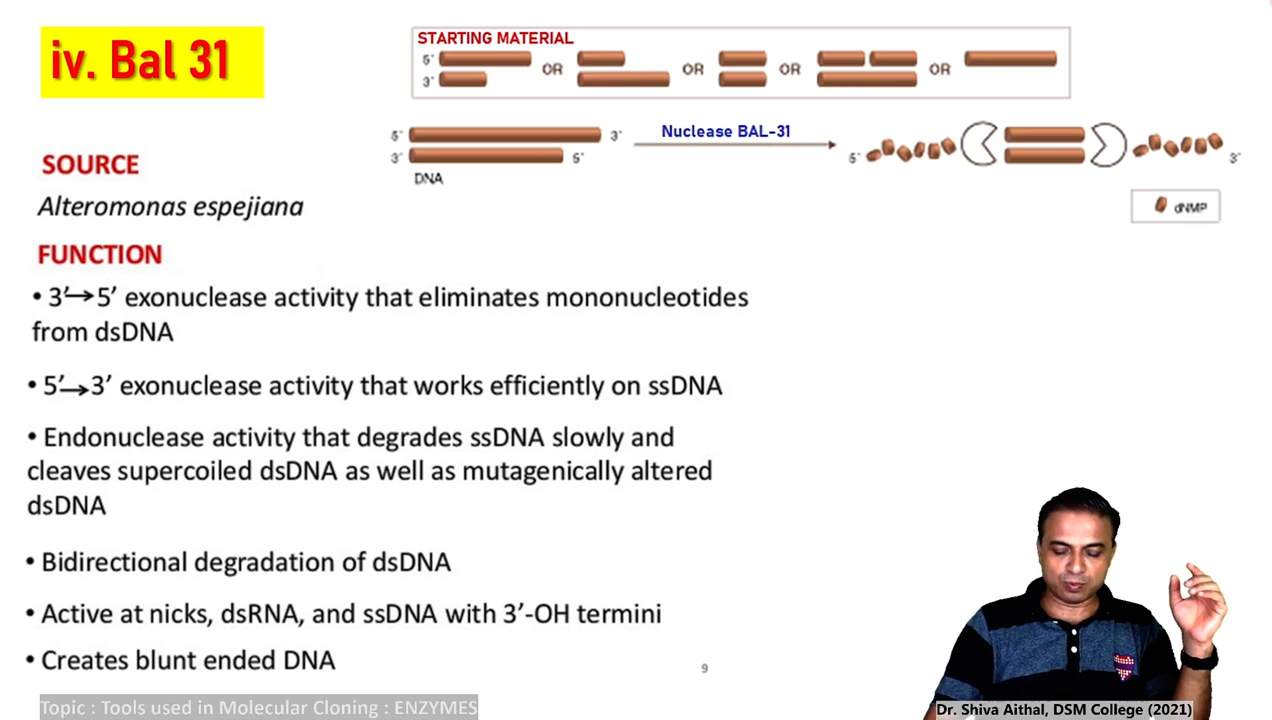 iv. Bal 31
STARTING MATERIAL
5'
3'
OR
OR
OR
OR
5'
3'
3'
5'
DNA
Nuclease BAL-31
5'
3'
dNMP
SOURCE
Alteromonas espejiana
FUNCTION
• 3'→5' exonuclease activity that eliminates mononucleotides
from dsDNA
• 5'→3' exonuclease activity that works efficiently on ssDNA
• Endonuclease activity that degrades ssDNA slowly and
cleaves supercoiled dsDNA as well as mutagenically altered
dsDNA
• Bidirectional degradation of dsDNA
• Active at nicks, dsRNA, and ssDNA with 3'-OH termini
• Creates blunt ended DNA
9
Topic : Tools used in Molecular Cloning : ENZYMES
Dr. Shiva Aithal, DSM College (2021)